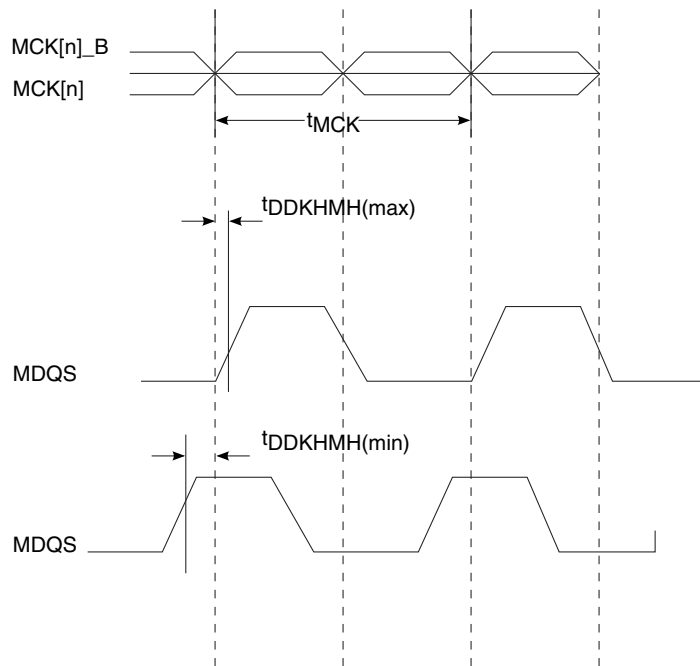 MCK[n]_B
MCK[n]
tMCK
tDDKHMH(max)
MDQS
tDDKHMH(min)
MDQS